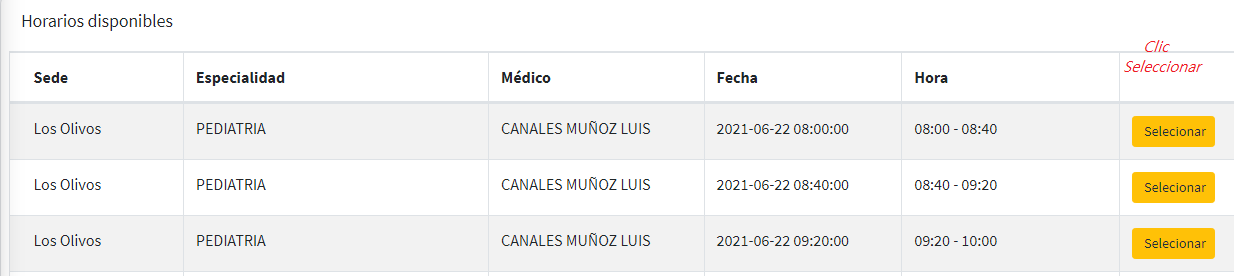 Horarios disponibles
Clic
Seleccionar
Sede Especialidad Médico Fecha Hora
Los Olivos PEDIATRIA CANALES MUÑOZ LUIS 2021-06-22 08:00:00 08:00 - 08:40 Selecionar
Los Olivos PEDIATRIA CANALES MUÑOZ LUIS 2021-06-22 08:40:00 08:40 - 09:20 Selecionar
Los Olivos PEDIATRIA CANALES MUÑOZ LUIS 2021-06-22 09:20:00 09:20 - 10:00 Selecionar